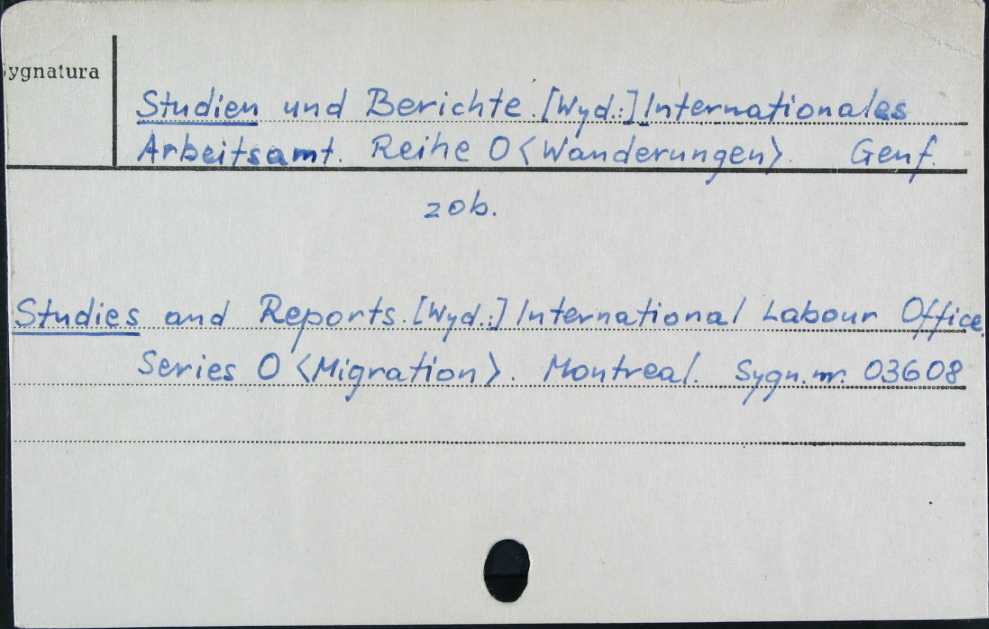 ygnatura
Studien und Berichte. [Wyd.:] Internationales
Arbeitsamt. Reihe O <Wanderungen>. Genf.
zob.
Studies and Reports. [Wyd.:] International Labour Office.
Series O <Migration>. Montreal. Sygn.nr. 03608